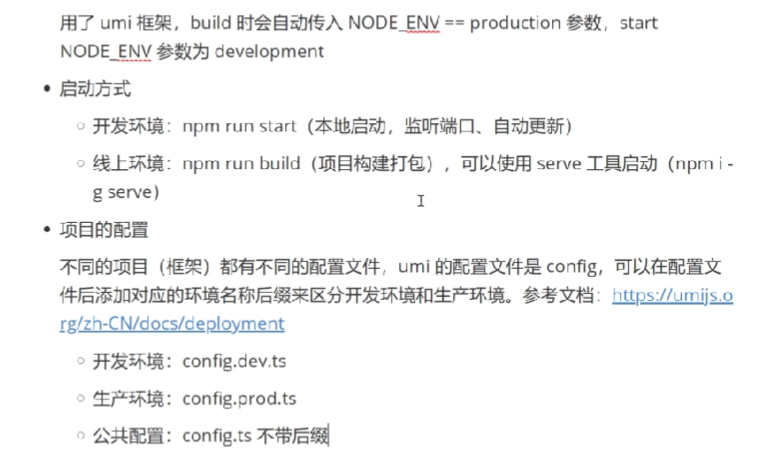 用了 umi 框架，build 时会自动传入 NODE_ENV == production 参数，start
NODE_ENV 参数为 development
• 启动方式
○ 开发环境：npm run start（本地启动，监听端口、自动更新）
○ 线上环境：npm run build（项目构建打包），可以使用 serve 工具启动（npm i -
g serve）
• 项目的配置
不同的项目（框架）都有不同的配置文件，umi 的配置文件是 config，可以在配置文
件后添加对应的环境名称后缀来区分开发环境和生产环境。参考文档：https://umijs.o
rg/zh-CN/docs/deployment
○ 开发环境：config.dev.ts
○ 生产环境：config.prod.ts
○ 公共配置：config.ts 不带后缀